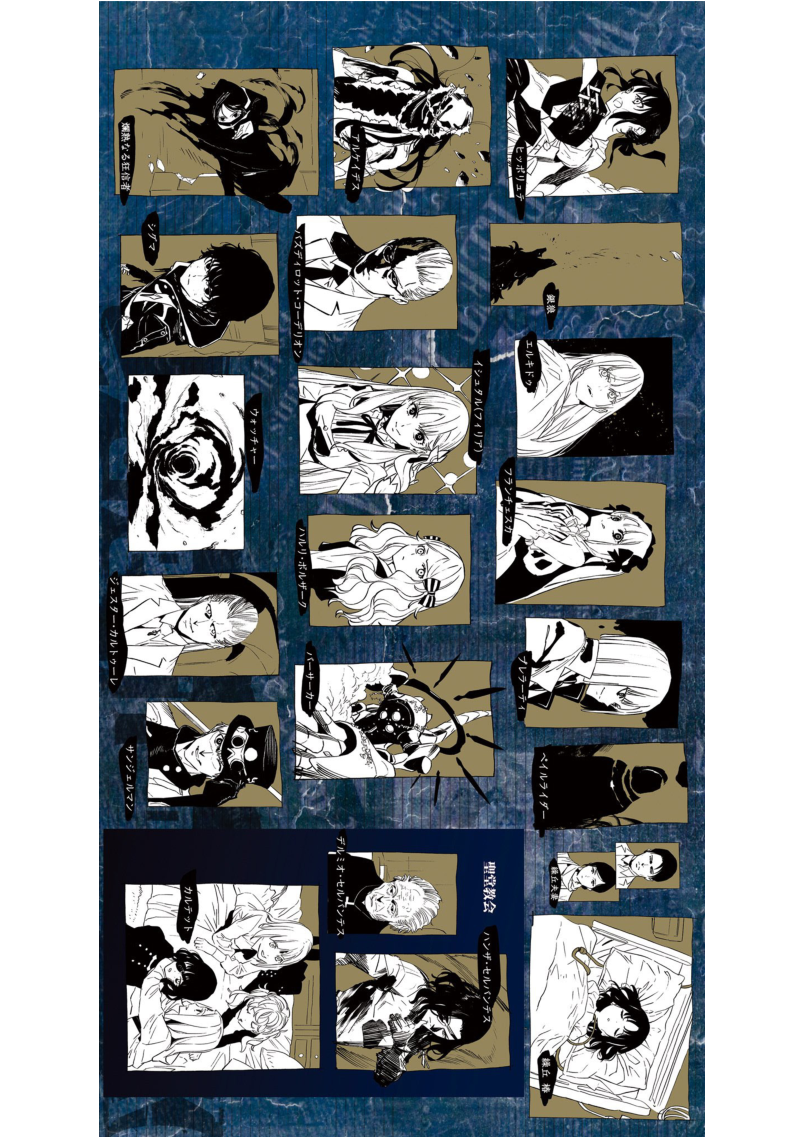 ヒッポリュテ
銀狼
エルキドゥ
フランチェスカ
プレラーティ
ペイルライダー
繰丘夫妻
繰丘 椿
アルケイデス
バズディロット・コーデリオン
イシュタル(フィリア)
ハルリ・ボルザーク
バーサーカー
爛熟なる狂信者
シグマ
ウォッチャー
ジェスター・カルトゥーレ
サンジェルマン
聖堂教会
ハンザ・セルバンテス
デルミオ・セルバンテス
カルテット